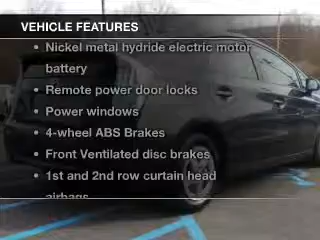 VEHICLE FEATURES
• Nickel metal hydride electric motor
battery
• Remote power door locks
• Power windows
• 4-wheel ABS Brakes
• Front Ventilated disc brakes
• 1st and 2nd row curtain head
airbags